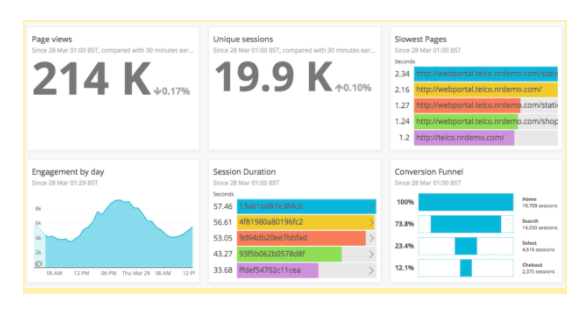 Page views
Since 28 Mar 01:00 BST, compared with 30 minutes ear...
214 K ↓0.17%
Unique sessions
Since 28 Mar 01:00 BST, compared with 30 minutes ear...
19.9 K ↑0.10%
Slowest Pages
Since 28 Mar 01:00 BST
Seconds
2.34 http://webportal.telco.nrdemo.com/stati
2.16 http://webportal.telco.nrdemo.com/
1.27 http://webportal.telco.nrdemo.com/static
1.24 http://webportal.telco.nrdemo.com/shop
1.2 http://telco.nrdemo.com/
Engagement by day
Since 28 Mar 01:29 BST
8k
6k
4k
2k
06 AM 12 PM 06 PM Thu Mar 29 06 AM 12 PM
Session Duration
Since 28 Mar 01:00 BST
Seconds
57.46 13a61bd87e384c6
56.61 4f81980a80196fc2
53.05 9d64db20ee7bbfad
43.27 93f5b062b0578d8f
33.68 ffdef54702c11cea
Conversion Funnel
Since 28 Mar 01:00 BST
100% Home
19,709 sessions
73.8% Search
14,550 sessions
23.4% Select
4,616 sessions
12.1% Chekout
2,375 sessions